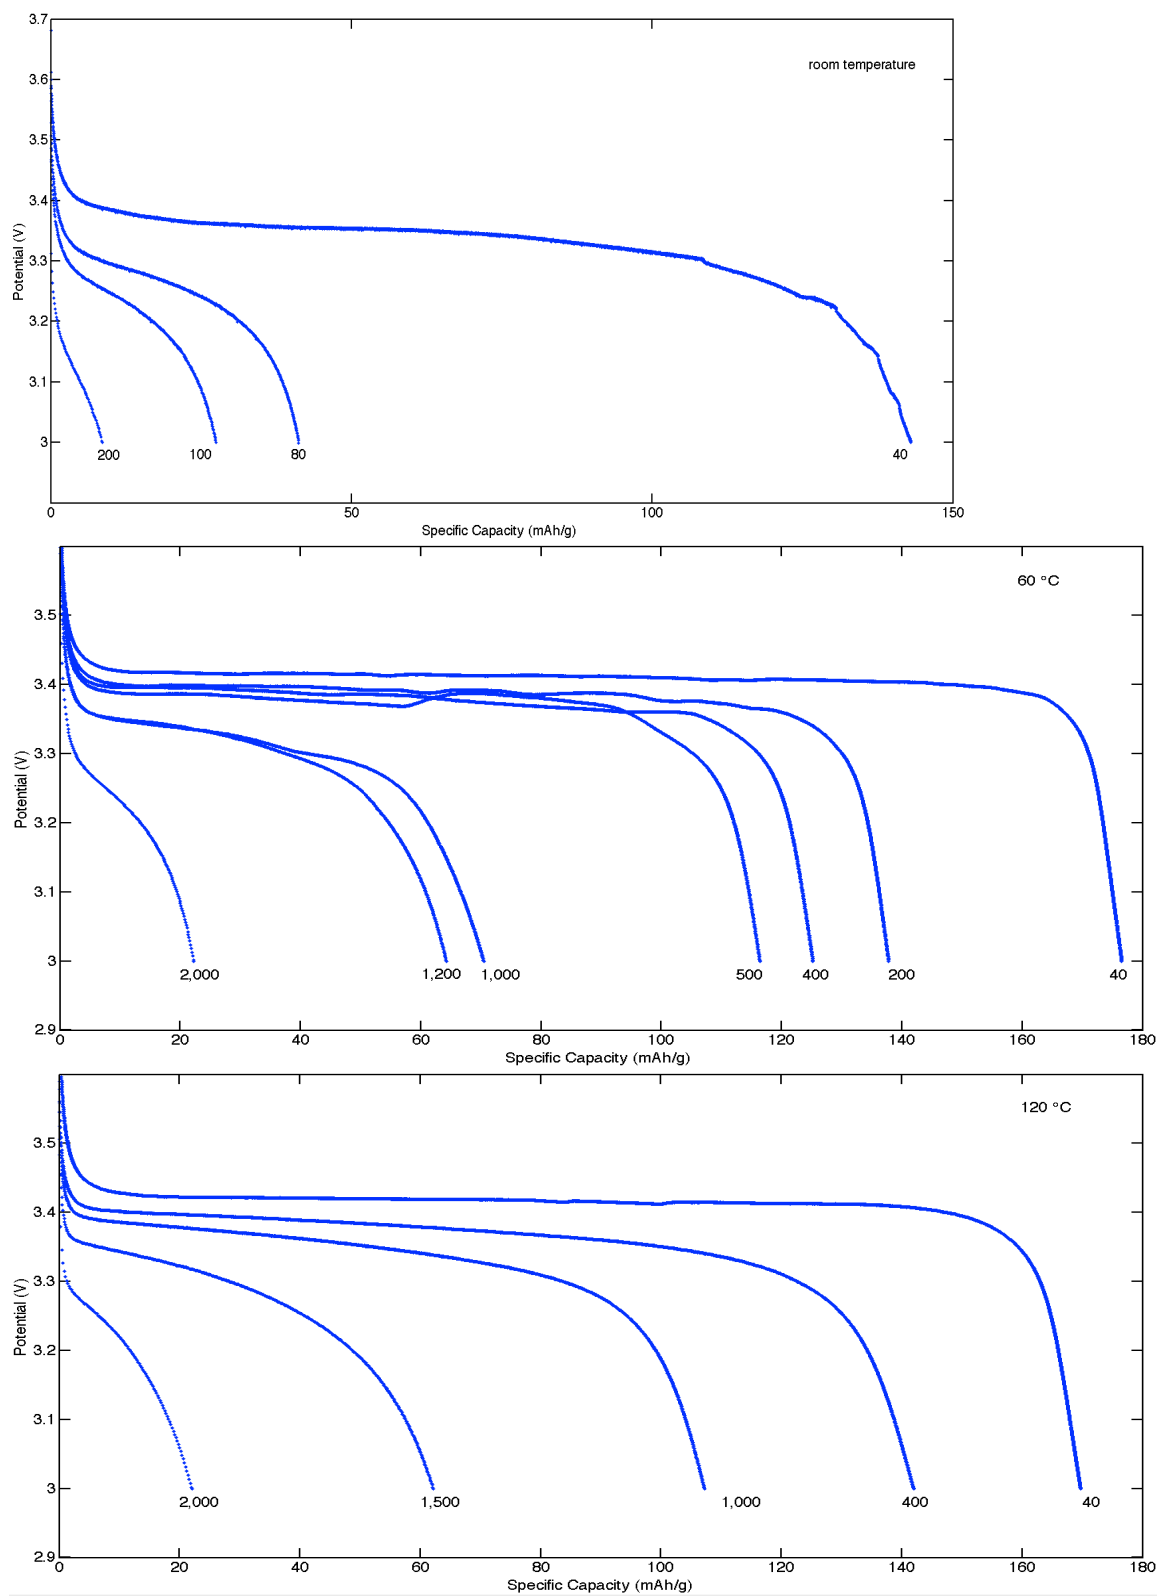 3.7
room temperature
3.6
3.5
3.4
3.3
3.2
3.1
3
Potential (V)
200 100 80 40
0 50 100 150
Specific Capacity (mAh/g)
60 °C
3.5
3.4
3.3
3.2
3.1
3
2.9
Potential (V)
2,000 1,200 1,000 500 400 200 40
0 20 40 60 80 100 120 140 160 180
Specific Capacity (mAh/g)
120 °C
3.5
3.4
3.3
3.2
3.1
3
2.9
Potential (V)
2,000 1,500 1,000 400 40
0 20 40 60 80 100 120 140 160 180
Specific Capacity (mAh/g)